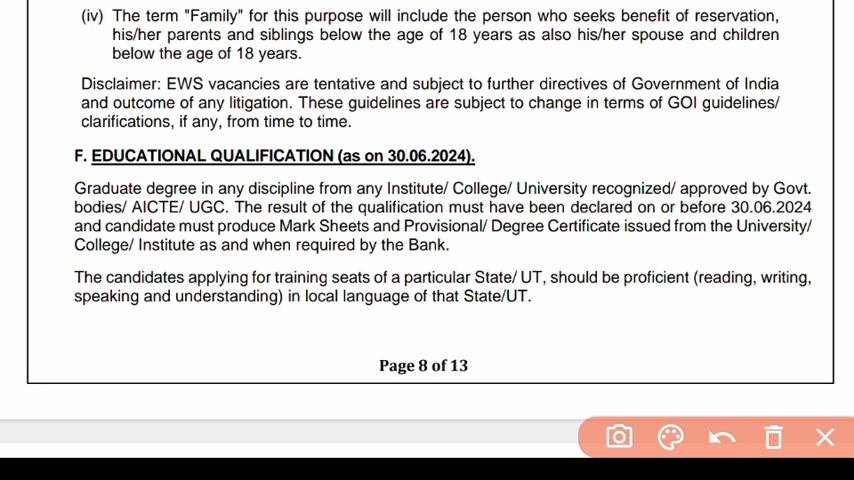 (iv) The term "Family" for this purpose will include the person who seeks benefit of reservation,
his/her parents and siblings below the age of 18 years as also his/her spouse and children
below the age of 18 years.
Disclaimer: EWS vacancies are tentative and subject to further directives of Government of India
and outcome of any litigation. These guidelines are subject to change in terms of GOI guidelines/
clarifications, if any, from time to time.
F. EDUCATIONAL QUALIFICATION (as on 30.06.2024).
Graduate degree in any discipline from any Institute/ College/ University recognized/ approved by Govt.
bodies/ AICTE/ UGC. The result of the qualification must have been declared on or before 30.06.2024
and candidate must produce Mark Sheets and Provisional/ Degree Certificate issued from the University/
College/ Institute as and when required by the Bank.
The candidates applying for training seats of a particular State/ UT, should be proficient (reading, writing,
speaking and understanding) in local language of that State/UT.
Page 8 of 13